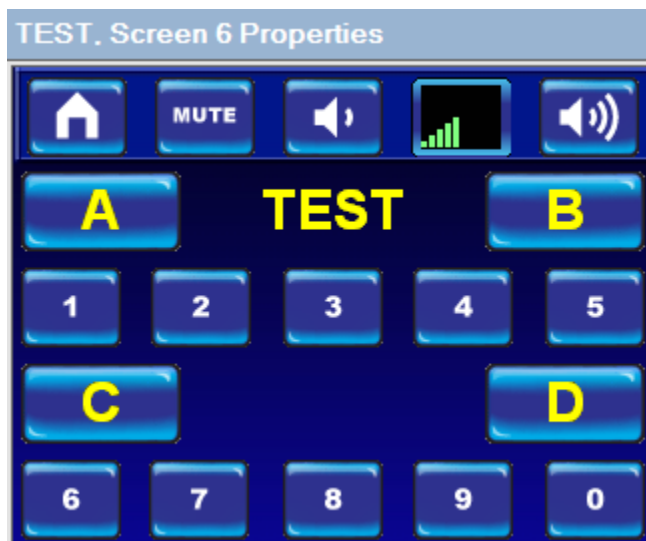 TEST, Screen 6 Properties
MUTE
A TEST B
1 2 3 4 5
C D
6 7 8 9 0